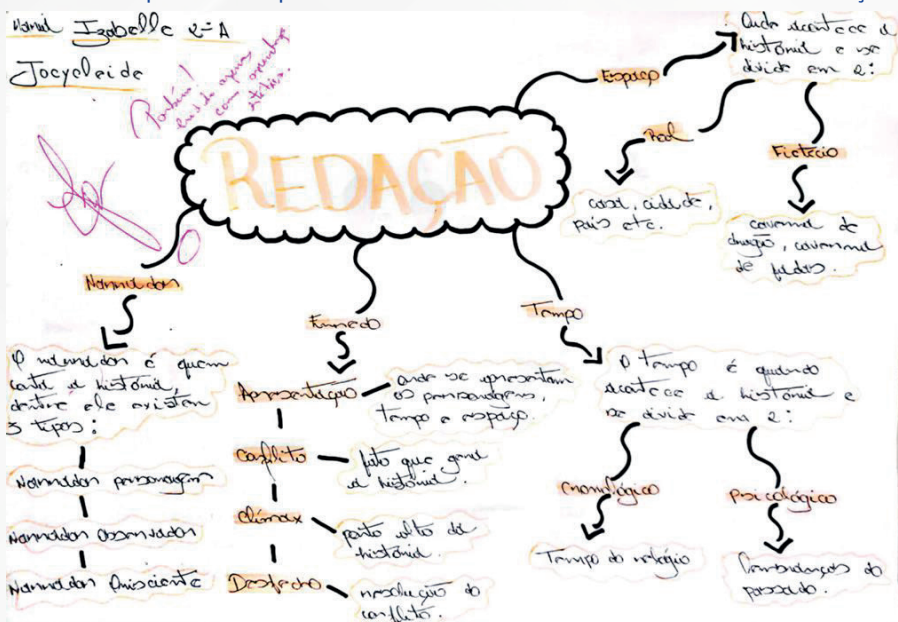 Izabelle 2ª A
Jocycleide
Parabéns!
com
REDAÇÃO
Espaço
Onde acontece a
história e se
divide em 2:
Real
casa, cidade,
país etc.
Fictício
caverna de
dragão, caverna
de fadas.
Narrador
O narrador é quem
conta a história,
dentre ele existem
3 tipos:
Narrador personagem
Narrador observador
Narrador Onisciente
Enredo
Apresentação
onde se apresentam
os personagens,
tempo e espaço.
Conflito
fato que gera
a história.
Clímax
ponto alto da
história.
Desfecho
resolução do
conflito.
Tempo
O tempo é quando
acontece a história e
se divide em 2:
Cronológico
Tempo do relógio
Psicológico
Lembranças do
passado.